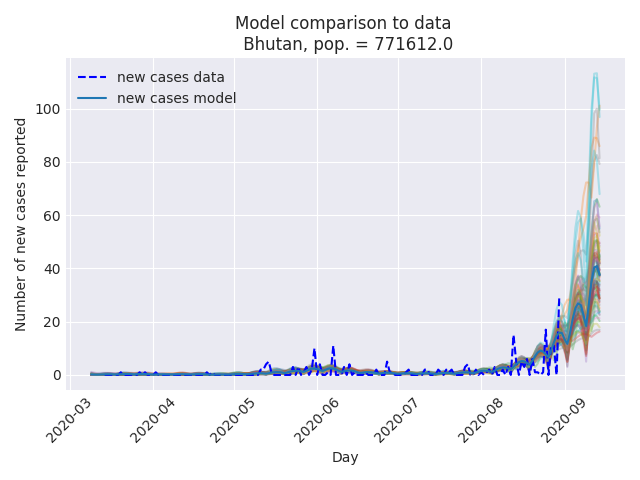 Model comparison to data
Bhutan, pop. = 771612.0
new cases data
new cases model
Number of new cases reported
100
80
60
40
20
0
2020-03
2020-04
2020-05
2020-06
2020-07
2020-08
2020-09
Day